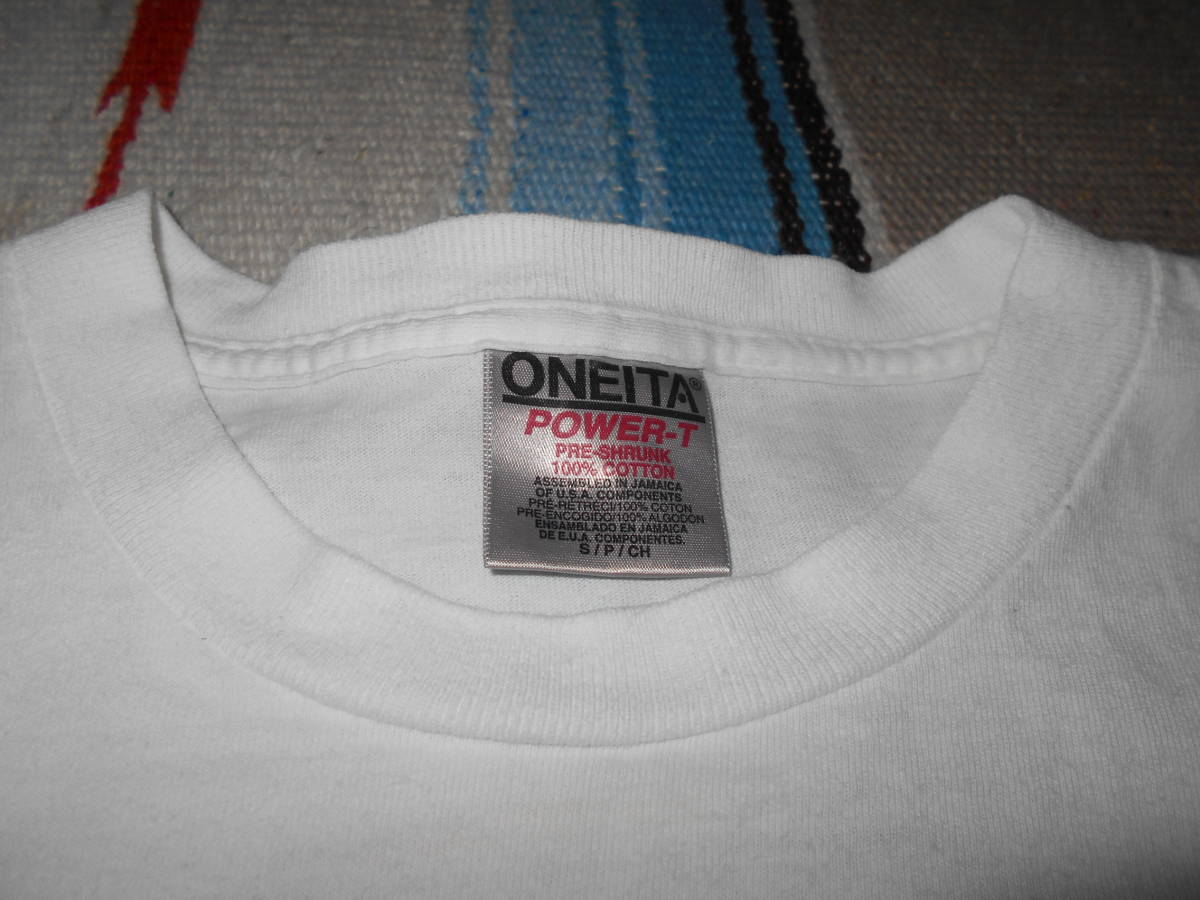 ONEITA®
POWER-T
PRE-SHRUNK
100% COTTON
ASSEMBLED IN JAMAICA
OF U.S.A. COMPONENTS
PRÉ-RETRECI/100% COTON
PRE-ENCOGIDO/100% ALGODON
ENSAMBLADO EN JAMAICA
DE E.U.A. COMPONENTES.
S / P / CH